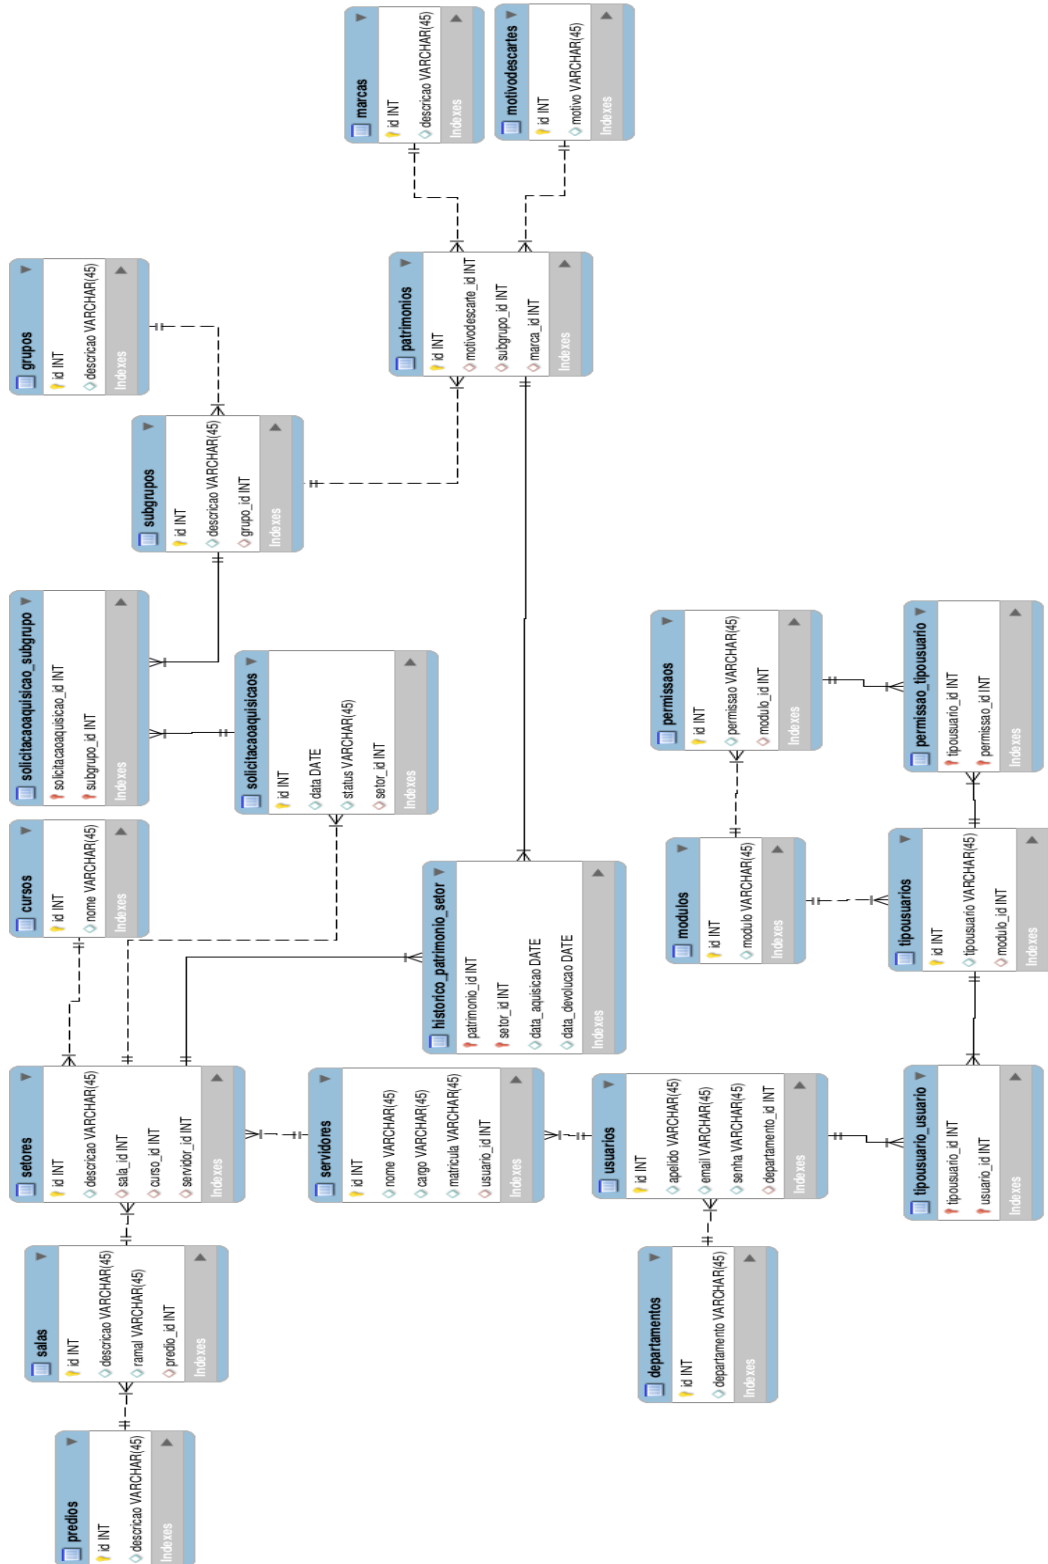 predios
id INT
descricao VARCHAR(45)
Indexes
salas
id INT
descricao VARCHAR(45)
ramal VARCHAR(45)
predio_id INT
Indexes
setores
id INT
descricao VARCHAR(45)
sala_id INT
curso_id INT
servidor_id INT
Indexes
cursos
id INT
nome VARCHAR(45)
Indexes
solicitacaoaquisicao_subgrupo
solicitacaoaquisicao_id INT
subgrupo_id INT
Indexes
subgrupos
id INT
descricao VARCHAR(45)
grupo_id INT
Indexes
grupos
id INT
descricao VARCHAR(45)
Indexes
solicitacaoaquisicaos
id INT
data DATE
status VARCHAR(45)
setor_id INT
Indexes
marcas
id INT
descricao VARCHAR(45)
Indexes
motivodescartes
id INT
motivo VARCHAR(45)
Indexes
patrimonios
id INT
motivodescarte_id INT
subgrupo_id INT
marca_id INT
Indexes
servidores
id INT
nome VARCHAR(45)
cargo VARCHAR(45)
matricula VARCHAR(45)
usuario_id INT
Indexes
historico_patrimonio_setor
patrimonio_id INT
setor_id INT
data_aquisicao DATE
data_devolucao DATE
Indexes
departamentos
id INT
departamento VARCHAR(45)
Indexes
usuarios
id INT
apelido VARCHAR(45)
email VARCHAR(45)
senha VARCHAR(45)
departamento_id INT
Indexes
modulos
id INT
modulo VARCHAR(45)
Indexes
permissaos
id INT
permissao VARCHAR(45)
modulo_id INT
Indexes
tipousuario_usuario
tipousuario_id INT
usuario_id INT
Indexes
tipousuarios
id INT
tipousuario VARCHAR(45)
modulo_id INT
Indexes
permissao_tipousuario
tipousuario_id INT
permissao_id INT
Indexes